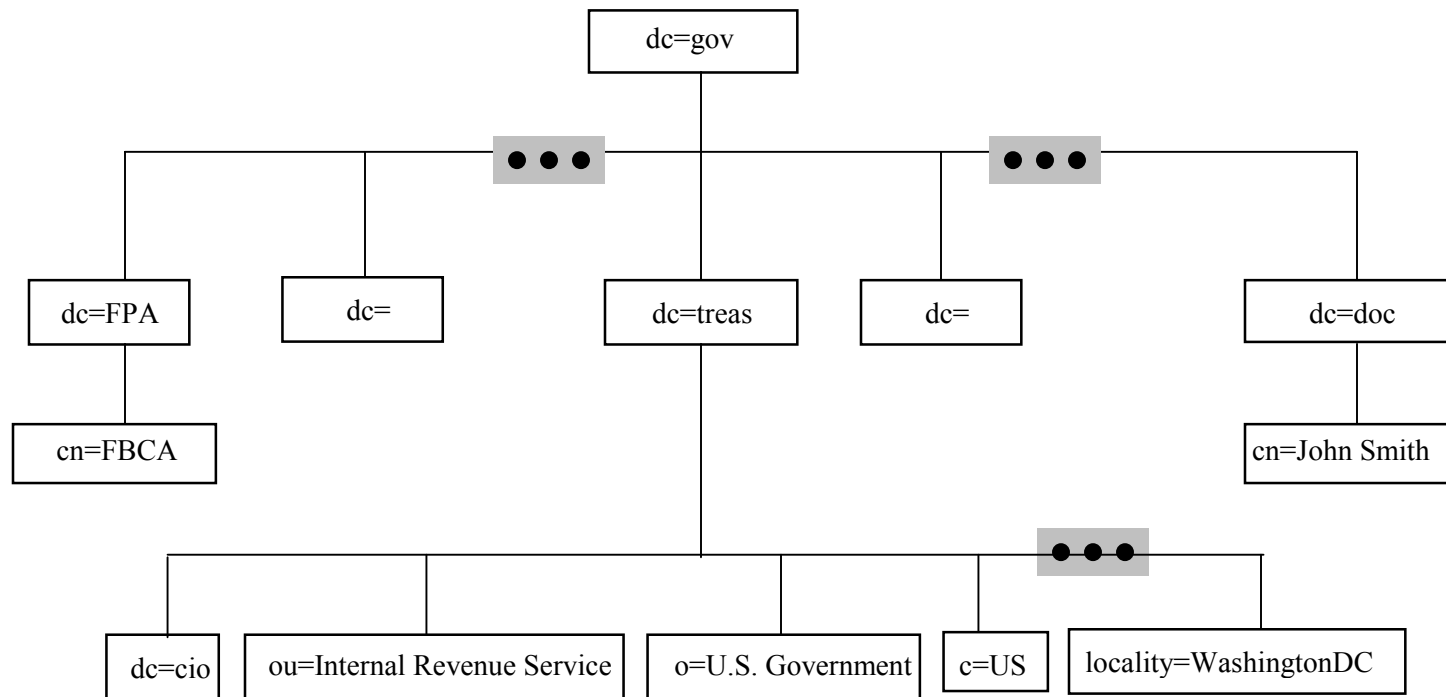 dc=gov
dc=FPA
dc=
dc=treas
dc=
dc=doc
cn=FBCA
cn=John Smith
dc=cio
ou=Internal Revenue Service
o=U.S. Government
c=US
locality=WashingtonDC